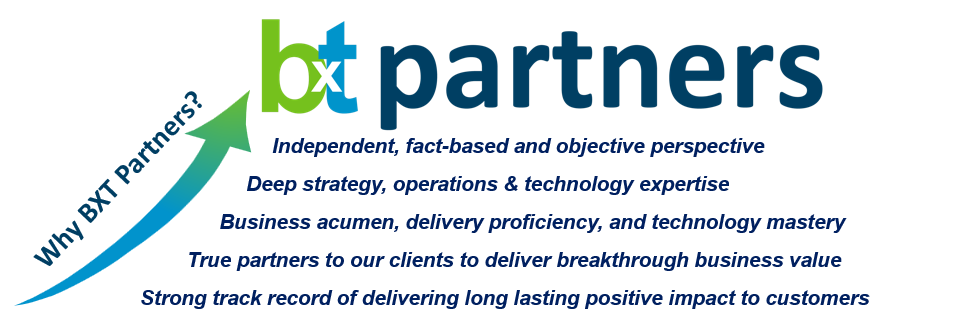 bxt partners
Why BXT Partners?
Independent, fact-based and objective perspective
Deep strategy, operations & technology expertise
Business acumen, delivery proficiency, and technology mastery
True partners to our clients to deliver breakthrough business value
Strong track record of delivering long lasting positive impact to customers